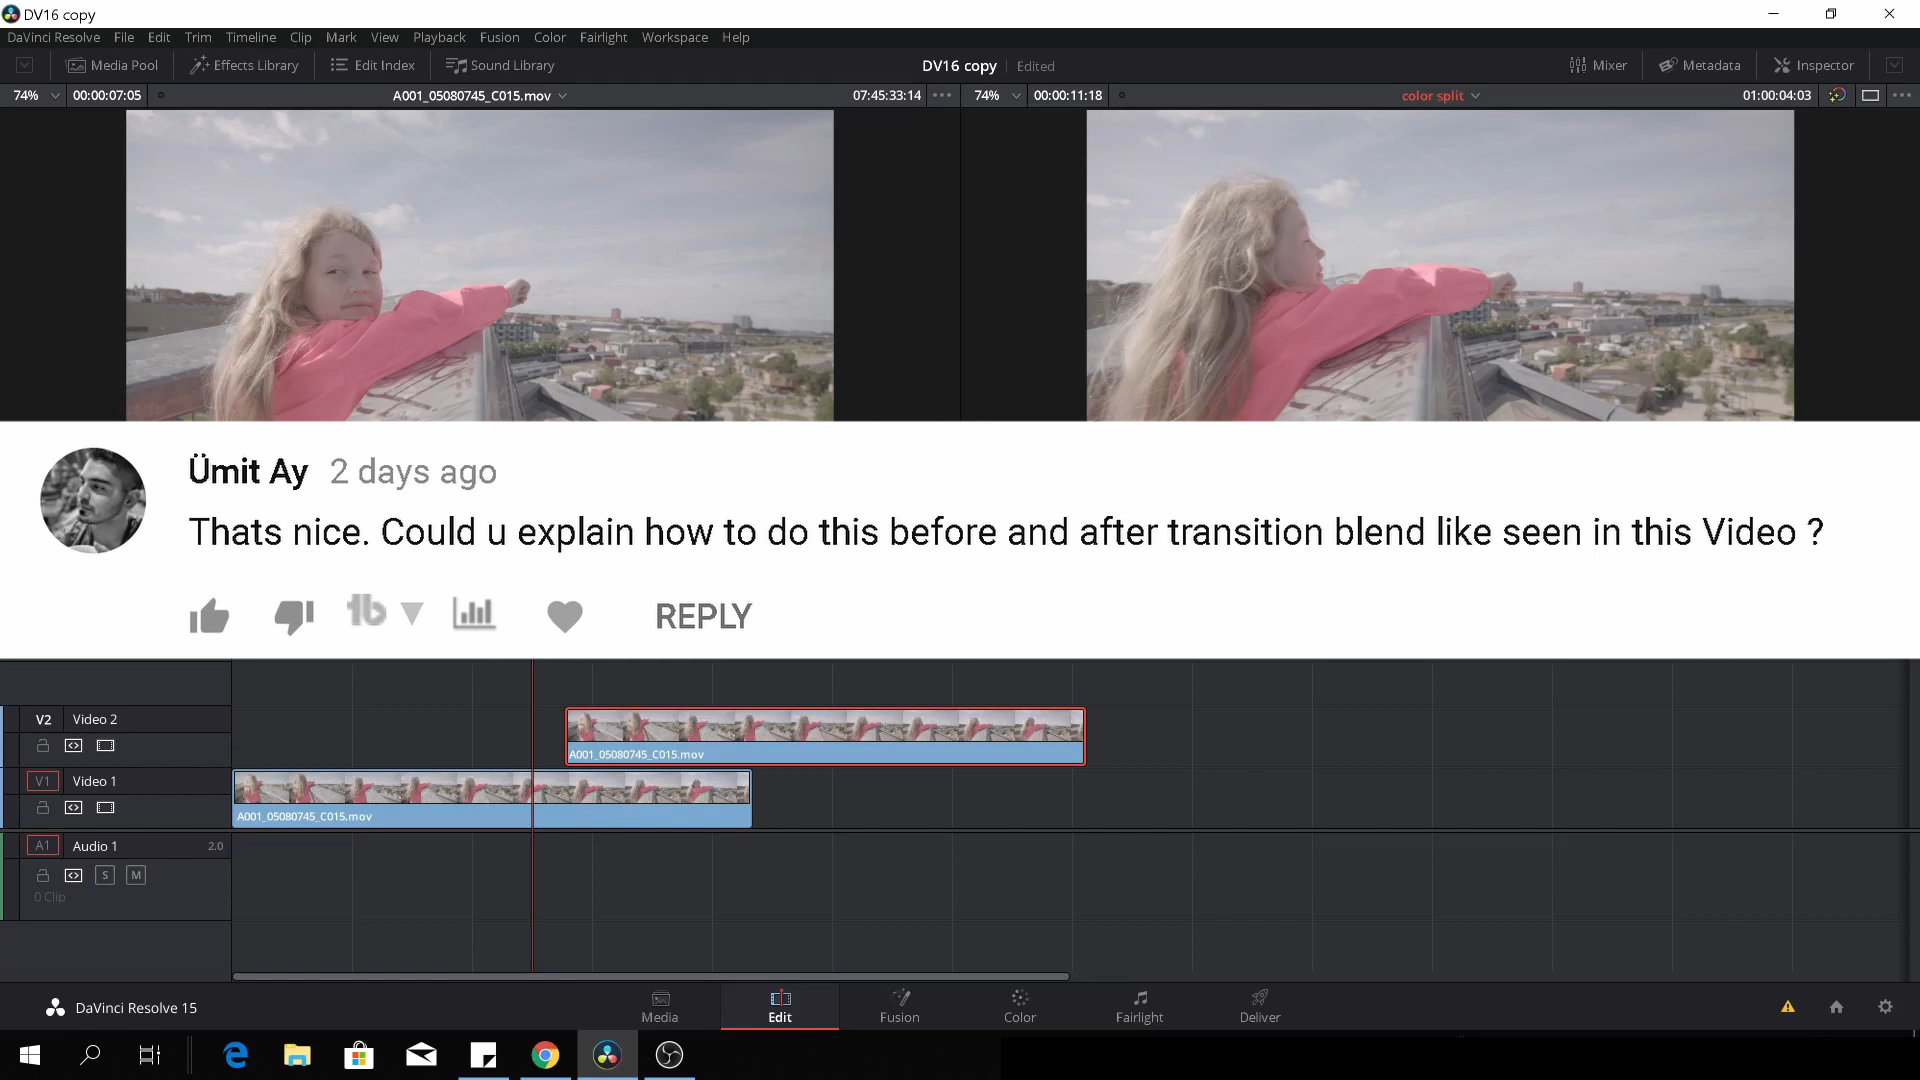 DV16 copy
DaVinci Resolve File Edit Trim Timeline Clip Mark View Playback Fusion Color Fairlight Workspace Help
Media Pool Effects Library Edit Index Sound Library DV16 copy Edited Mixer Metadata Inspector
74% 00:00:07:05 A001_05080745_C015.mov 07:45:33:14 ••• 74% 00:00:11:18 color split 01:00:04:03 •••
Ümit Ay 2 days ago
Thats nice. Could u explain how to do this before and after transition blend like seen in this Video ?
tb REPLY
V2 Video 2
A001_05080745_C015.mov
V1 Video 1
A001_05080745_C015.mov
A1 Audio 1 2.0
S M
0 Clip
DaVinci Resolve 15 Media Edit Fusion Color Fairlight Deliver